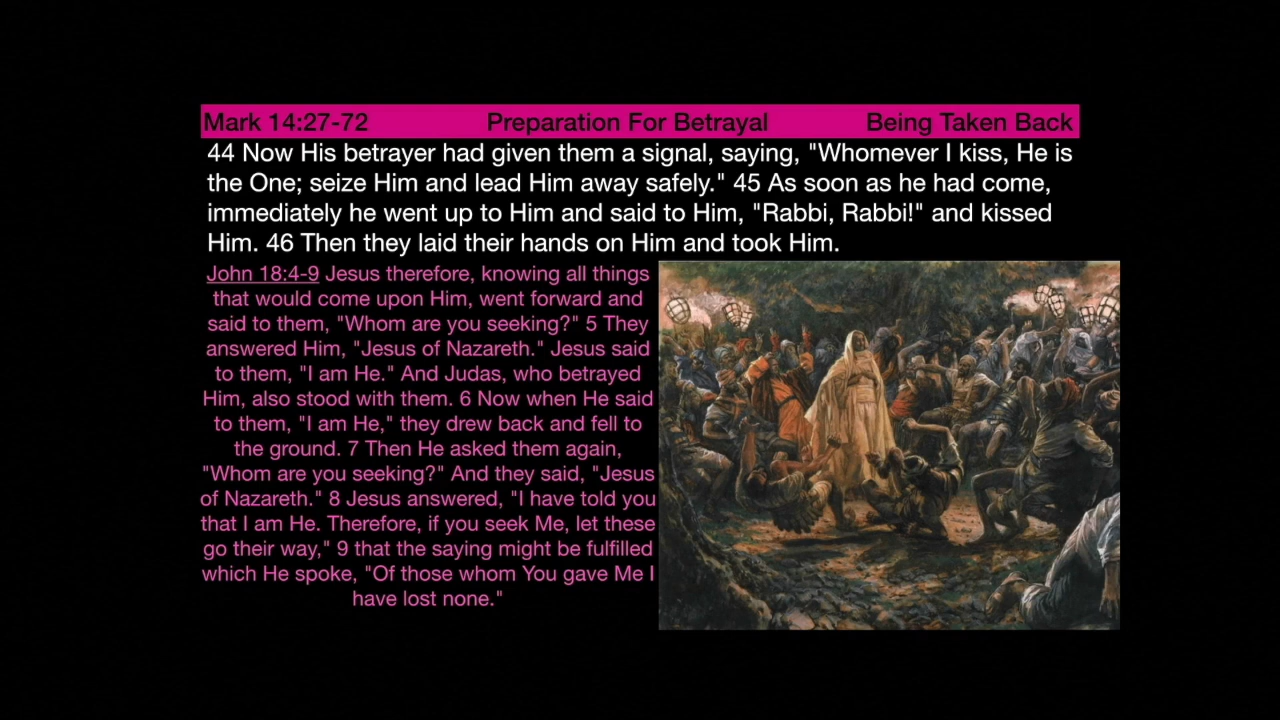 Mark 14:27-72 Preparation For Betrayal Being Taken Back
44 Now His betrayer had given them a signal, saying, "Whomever I kiss, He is
the One; seize Him and lead Him away safely." 45 As soon as he had come,
immediately he went up to Him and said to Him, "Rabbi, Rabbi!" and kissed
Him. 46 Then they laid their hands on Him and took Him.
John 18:4-9 Jesus therefore, knowing all things
that would come upon Him, went forward and
said to them, "Whom are you seeking?" 5 They
answered Him, "Jesus of Nazareth." Jesus said
to them, "I am He." And Judas, who betrayed
Him, also stood with them. 6 Now when He said
to them, "I am He," they drew back and fell to
the ground. 7 Then He asked them again,
"Whom are you seeking?" And they said, "Jesus
of Nazareth." 8 Jesus answered, "I have told you
that I am He. Therefore, if you seek Me, let these
go their way," 9 that the saying might be fulfilled
which He spoke, "Of those whom You gave Me I
have lost none."